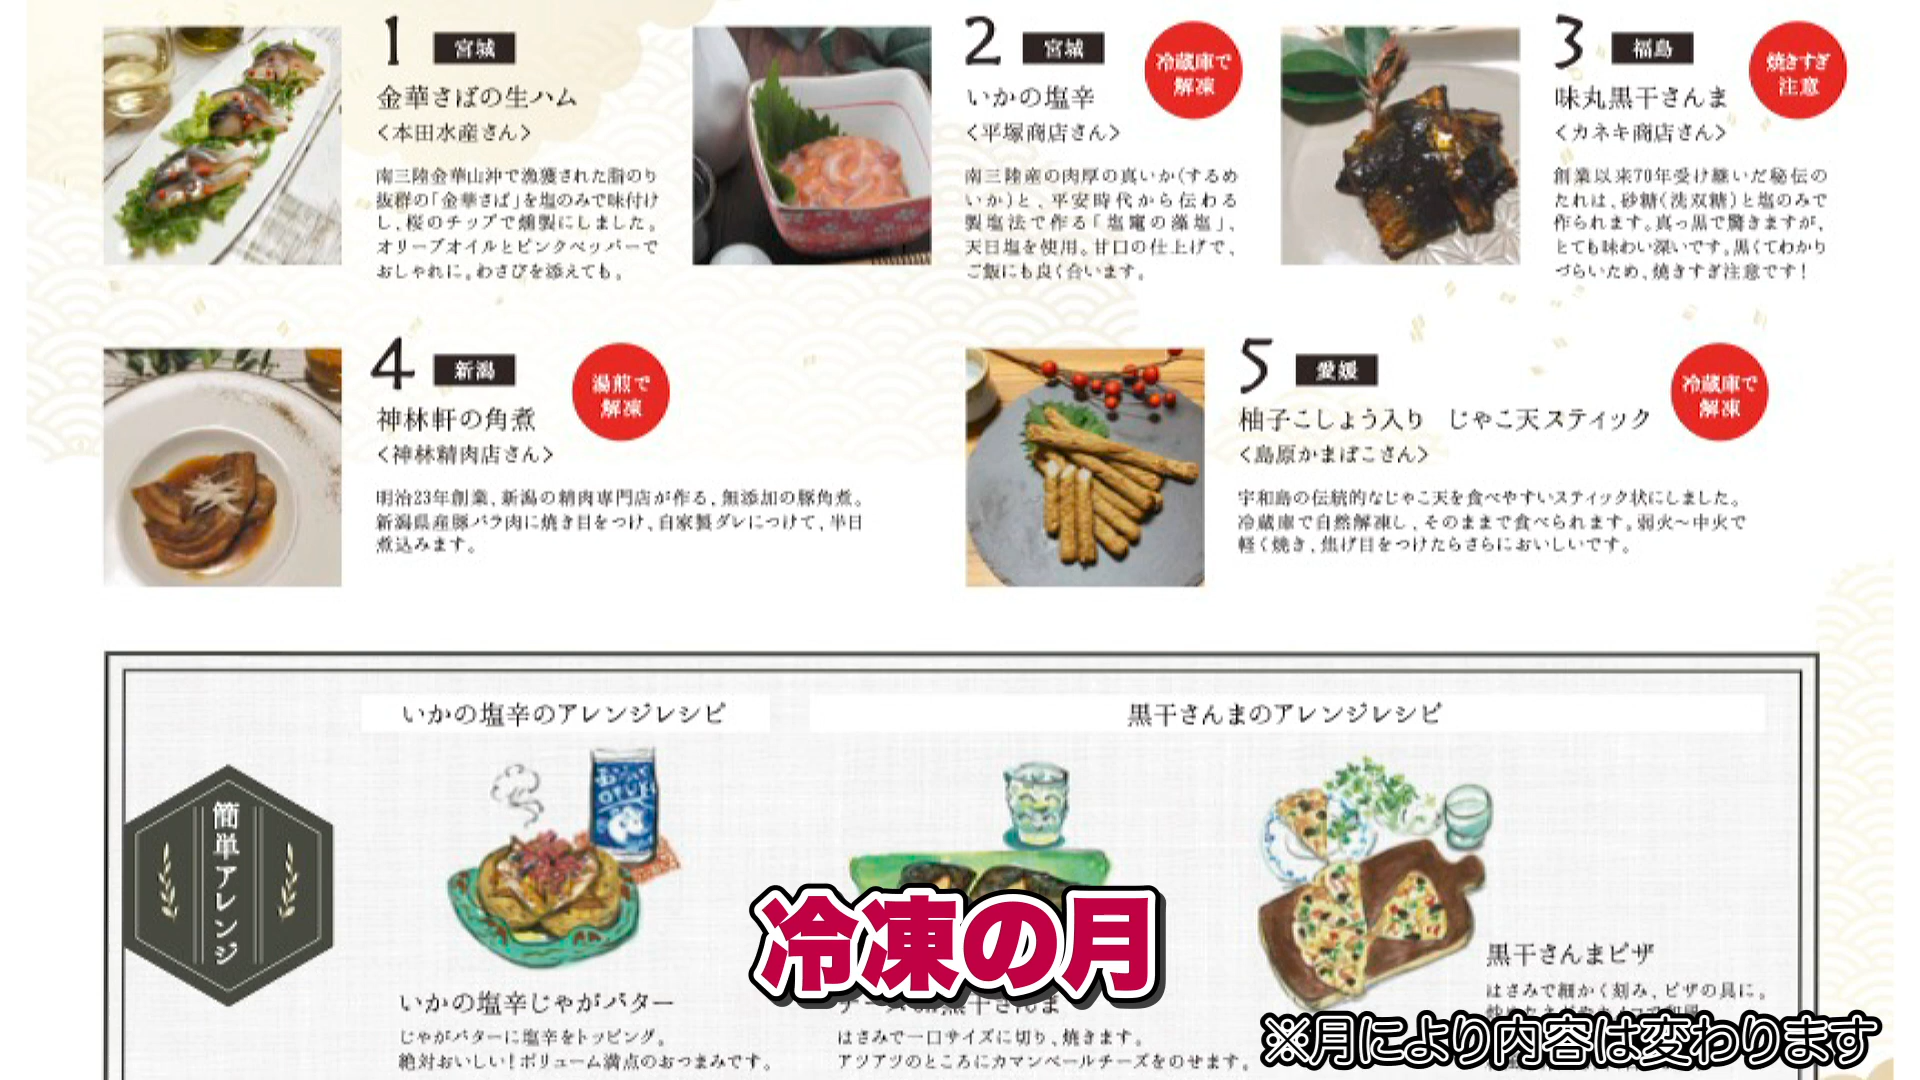 1 宮城
金華さばの生ハム
<本田水産さん>
南三陸金華山沖で漁獲された脂のり
抜群の「金華さば」を塩のみで味付け
し、桜のチップで燻製にしました。
オリーブオイルとピンクペッパーで
おしゃれに。わさびを添えても。
2 宮城
冷蔵庫で
解凍
いかの塩辛
<平塚商店さん>
南三陸産の肉厚の真いか(するめ
いか)と、平安時代から伝わる
製塩法で作る「塩竈の藻塩」、
天日塩を使用。甘口の仕上げで、
ご飯にも良く合います。
3 福島
焼きすぎ
注意
味丸黒干さんま
<カネキ商店さん>
創業以来70年受け継いだ秘伝の
たれは、砂糖(洗双糖)と塩のみで
作られます。真っ黒で驚きますが、
とても味わい深いです。黒くてわかり
づらいため、焼きすぎ注意です!
4 新潟
湯煎で
解凍
神林軒の角煮
<神林精肉店さん>
明治23年創業、新潟の精肉専門店が作る、無添加の豚角煮。
新潟県産豚バラ肉に焼き目をつけ、自家製ダレにつけて、半日
煮込みます。
5 愛媛
冷蔵庫で
解凍
柚子こしょう入り じゃこ天スティック
<島原かまぼこさん>
宇和島の伝統的なじゃこ天を食べやすいスティック状にしました。
冷蔵庫で自然解凍し、そのままで食べられます。弱火~中火で
軽く焼き、焦げ目をつけたらさらにおいしいです。
簡単アレンジ
いかの塩辛のアレンジレシピ
黒干さんまのアレンジレシピ
いかの塩辛じゃがバター
じゃがバターに塩辛をトッピング。
絶対おいしい!ボリューム満点のおつまみです。
はさみで一口サイズに切り、焼きます。
アツアツのところにカマンベールチーズをのせます。
黒干さんまピザ
はさみで細かく刻み、ピザの具に。
冷凍の月
※月により内容は変わります